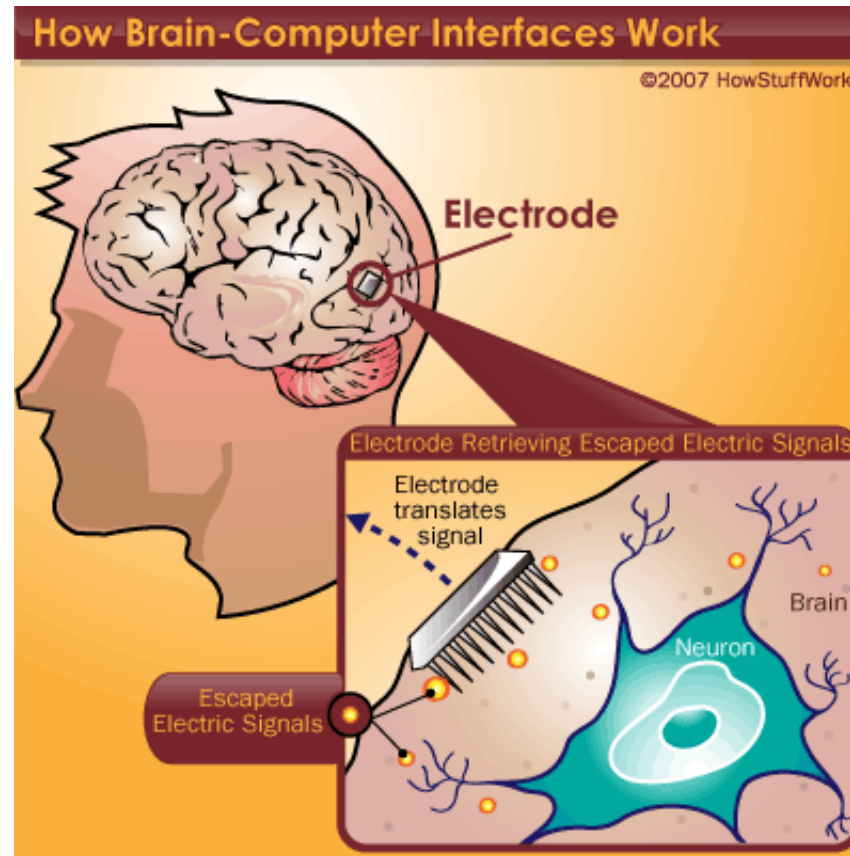 How Brain-Computer Interfaces Work
©2007 HowStuffWork
Electrode
Electrode Retrieving Escaped Electric Signals
Electrode
translates
signal
Brain
Neuron
Escaped
Electric Signals